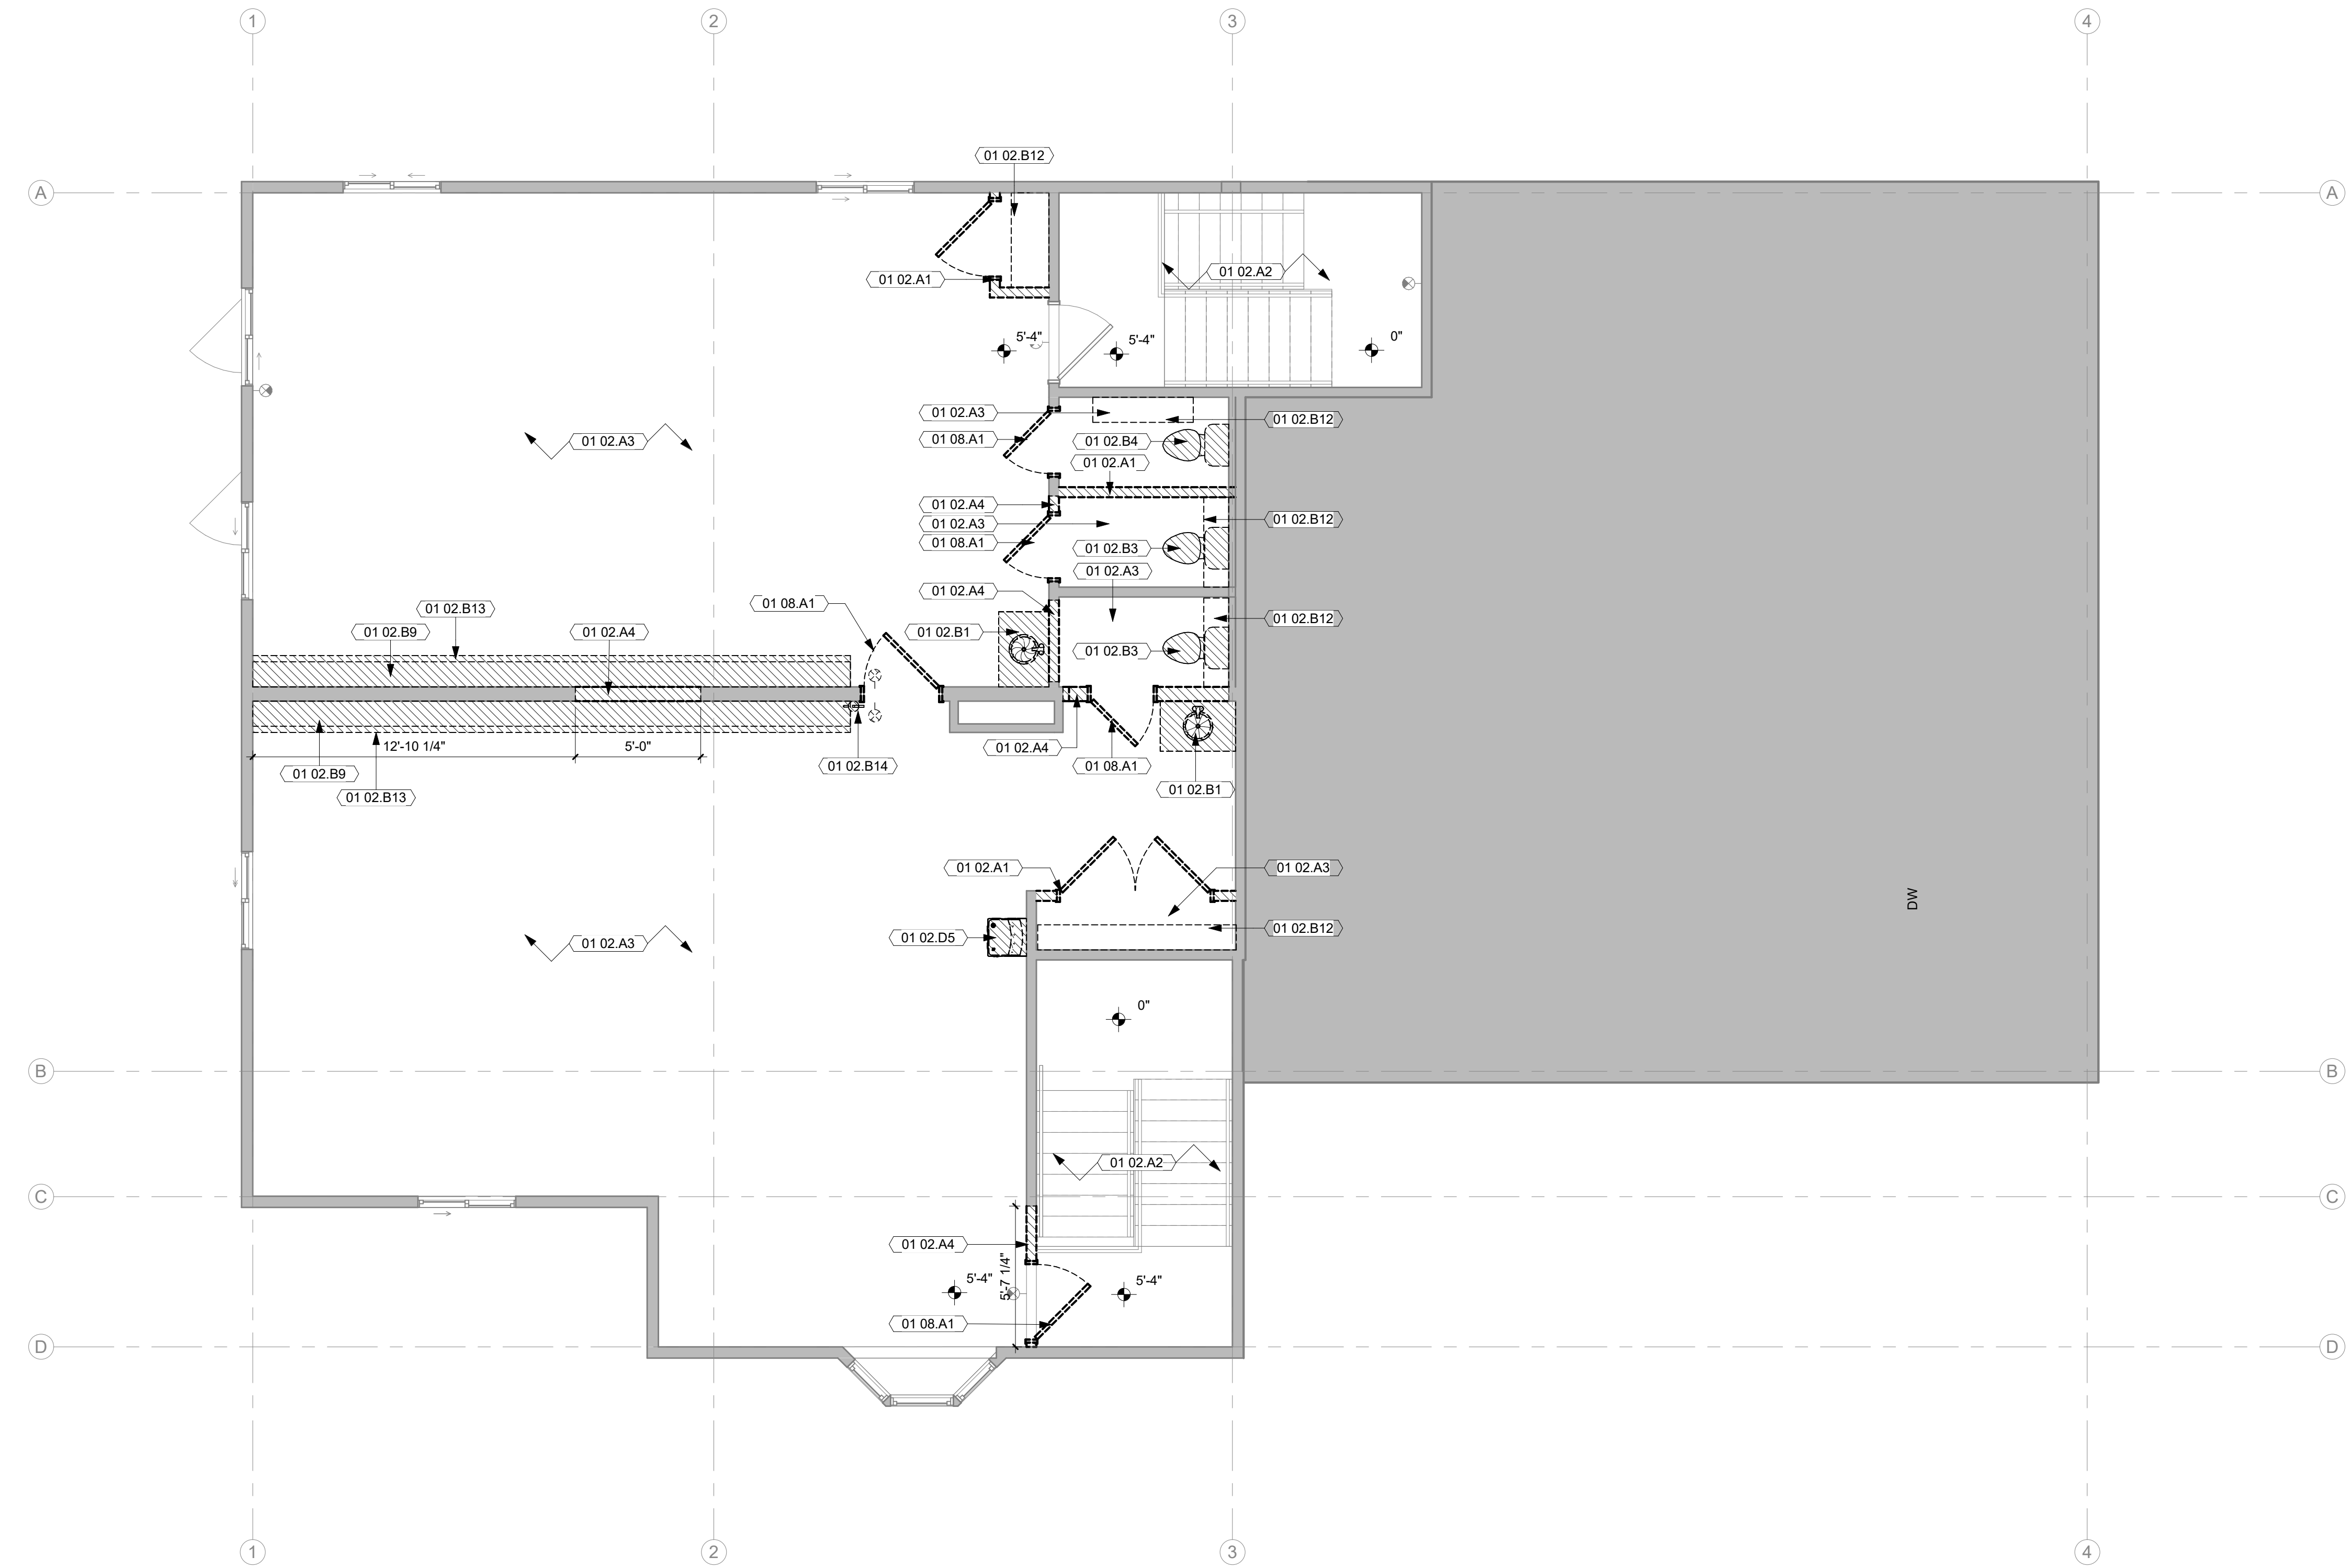 1 2 3 4
01 02.B12
A A
01 02.A2
01 02.A1
5'-4" 5'-4" 0"
01 02.A3 01 02.B12
01 08.A1 01 02.B4
01 02.A3
01 02.A1
01 02.A4
01 02.A3 01 02.B12
01 08.A1 01 02.B3
01 02.A3
01 02.A4
01 08.A1
01 02.B13
01 02.B12
01 02.B9 01 02.A4 01 02.B1
01 02.B3
12'-10 1/4" 5'-0" 01 02.A4
01 02.B14 01 08.A1
01 02.B9
01 02.B1
01 02.B13
01 02.A1 01 02.A3
DW
01 02.B12
01 02.D5
01 02.A3
0"
B B
01 02.A2
C C
01 02.A4
5'-7 1/4"
5'-4" 5'-4"
01 08.A1
D D
1 2 3 4